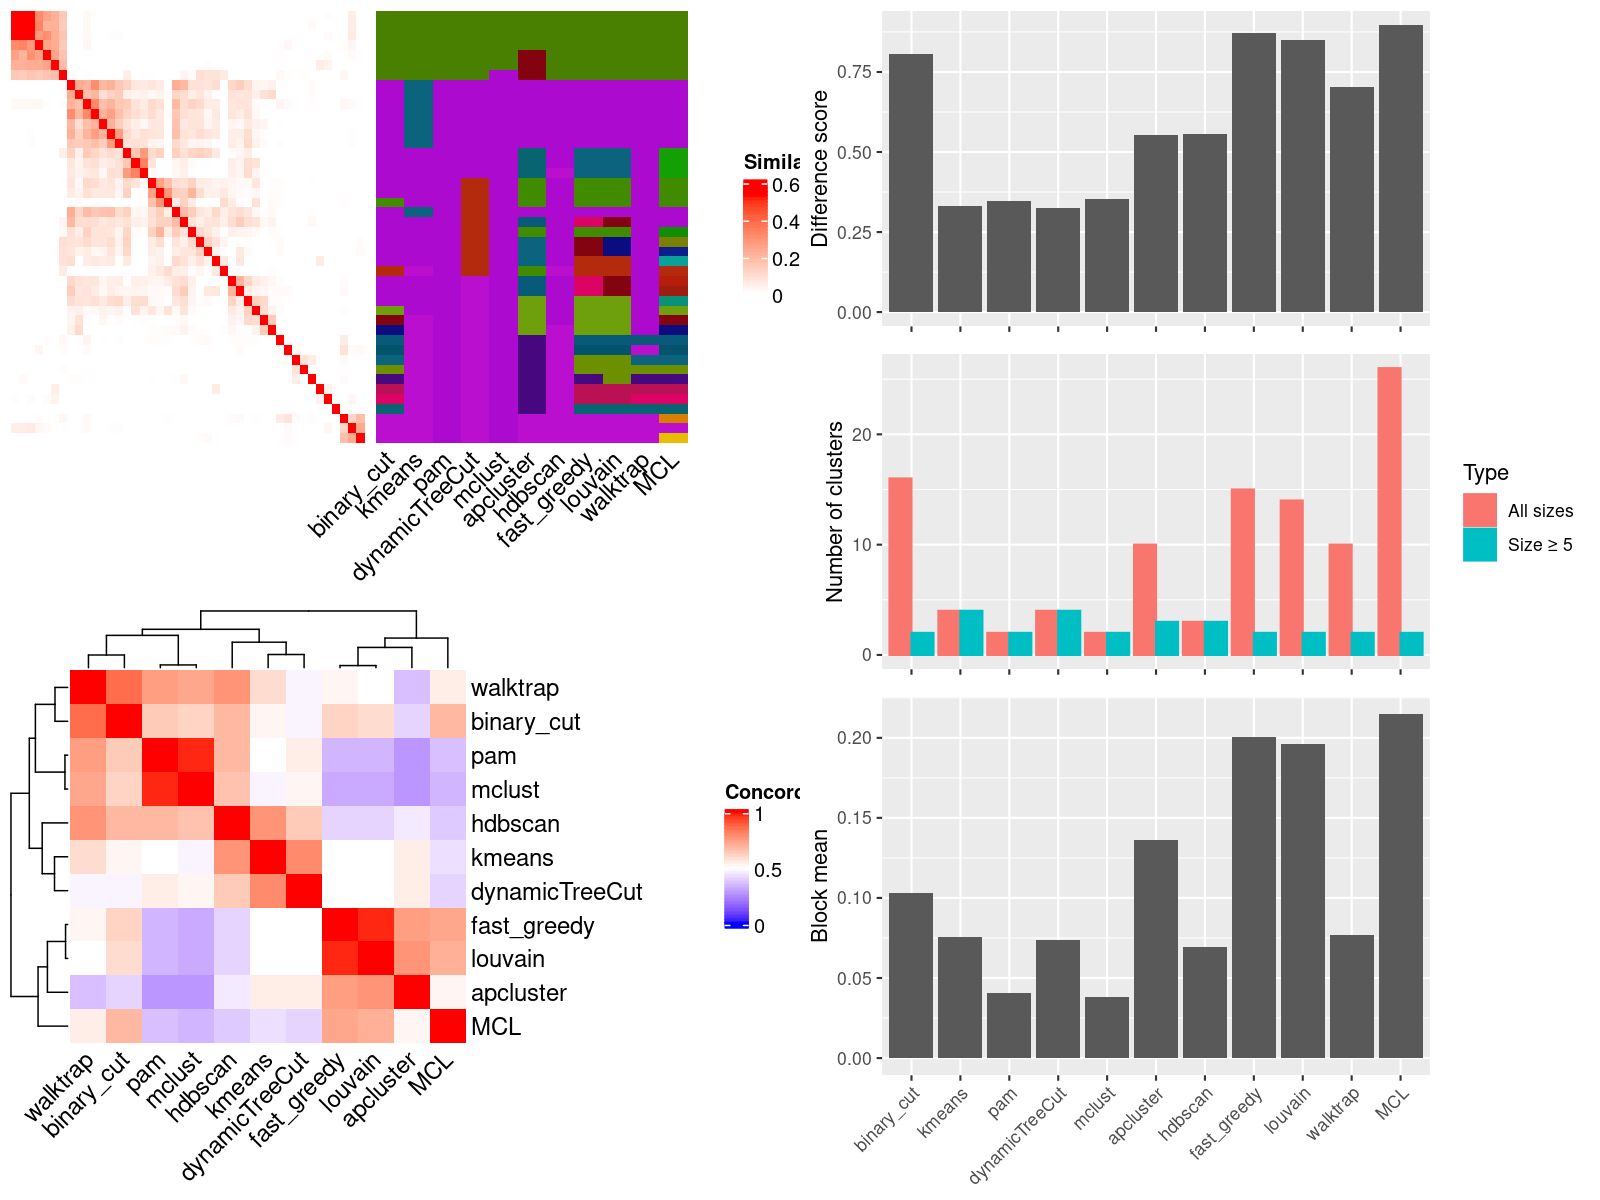 Simila
0.6
0.4
0.2
0
binary_cut
kmeans
pam
dynamicTreeCut
mclust
apcluster
hdbscan
fast_greedy
louvain
walktrap
MCL
Difference score
0.75
0.50
0.25
0.00
Number of clusters
20
10
0
Type
All sizes
Size ≥ 5
walktrap
binary_cut
pam
mclust
hdbscan
kmeans
dynamicTreeCut
fast_greedy
louvain
apcluster
MCL
walktrap
binary_cut
pam
mclust
hdbscan
kmeans
dynamicTreeCut
fast_greedy
louvain
apcluster
MCL
Concord
1
0.5
0
Block mean
0.20
0.15
0.10
0.05
0.00
binary_cut
kmeans
pam
dynamicTreeCut
mclust
apcluster
hdbscan
fast_greedy
louvain
walktrap
MCL